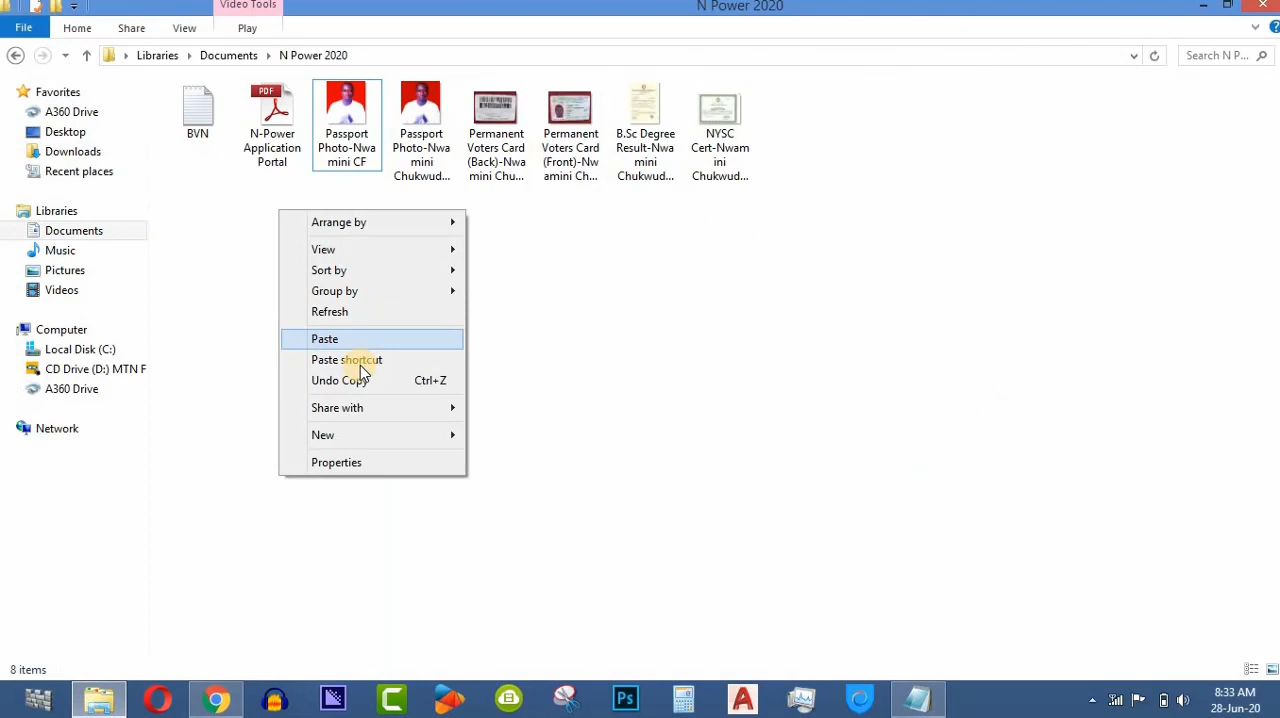 Video Tools
N Power 2020
File
Home
Share
View
Play
Libraries
Documents
N Power 2020
Search N P...
Favorites
A360 Drive
Desktop
Downloads
Recent places
Libraries
Documents
Music
Pictures
Videos
Computer
Local Disk (C:)
CD Drive (D:) MTN F
A360 Drive
Network
BVN
PDF
N-Power
Application
Portal
Passport
Photo-Nwa
mini CF
Passport
Photo-Nwa
mini
Chukwud...
Permanent
Voters Card
(Back)-Nwa
mini Chu...
Permanent
Voters Card
(Front)-Nw
amini Ch...
B.Sc Degree
Result-Nwa
mini
Chukwud...
NYSC
Cert-Nwam
ini
Chukwud...
Arrange by
View
Sort by
Group by
Refresh
Paste
Paste shortcut
Undo Copy Ctrl+Z
Share with
New
Properties
8 items
Ps
8:33 AM
28-Jun-20